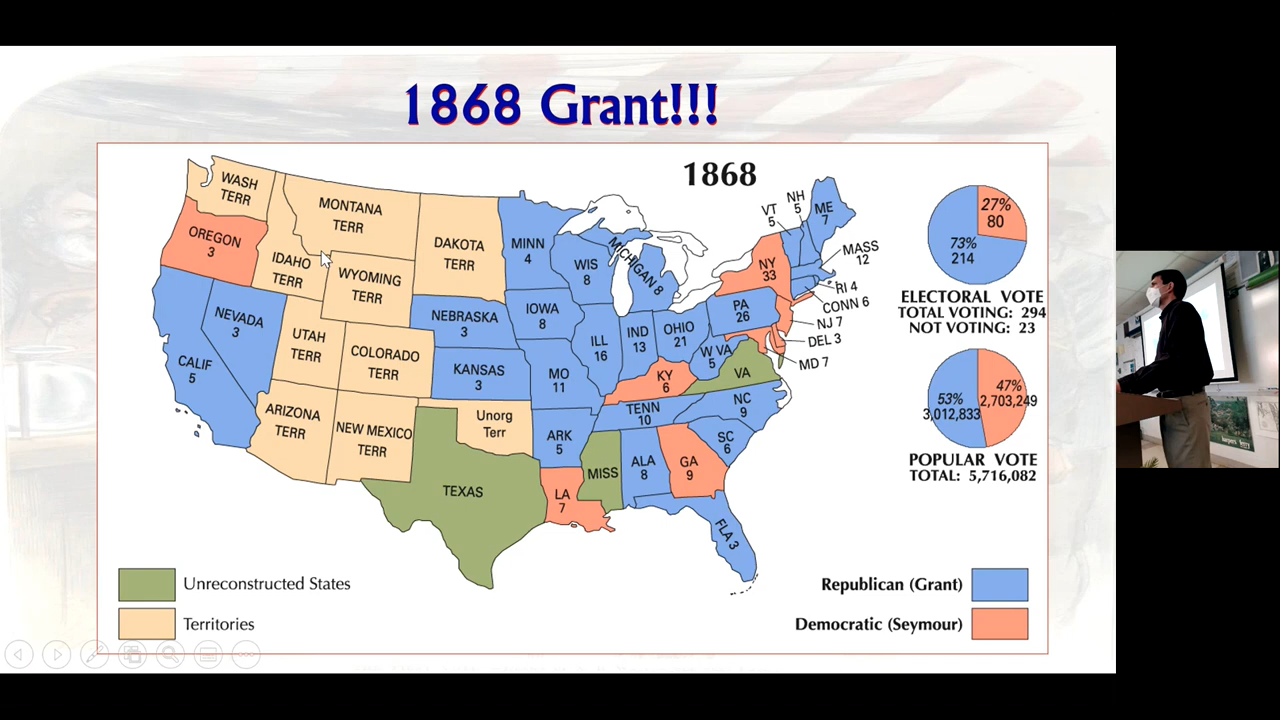 1868 Grant!!!
1868
WASH
TERR
OREGON
3
MONTANA
TERR
IDAHO
TERR
WYOMING
TERR
DAKOTA
TERR
NEVADA
3
CALIF
5
UTAH
TERR
COLORADO
TERR
ARIZONA
TERR
NEW MEXICO
TERR
Unorg
Terr
NEBRASKA
3
KANSAS
3
TEXAS
MINN
4
IOWA
8
MO
11
ARK
5
LA
7
WIS
8
ILL
16
MICHIGAN 8
IND
13
OHIO
21
KY
6
TENN
10
MISS
ALA
8
GA
9
FLA 3
SC
6
NC
9
VA
W VA
5
PA
26
NY
33
VT
5
NH
5
ME
7
MASS
12
RI 4
CONN 6
NJ 7
DEL 3
MD 7
27%
80
73%
214
ELECTORAL VOTE
TOTAL VOTING: 294
NOT VOTING: 23
47%
2,703,249
53%
3,012,833
POPULAR VOTE
TOTAL: 5,716,082
Unreconstructed States
Territories
Republican (Grant)
Democratic (Seymour)